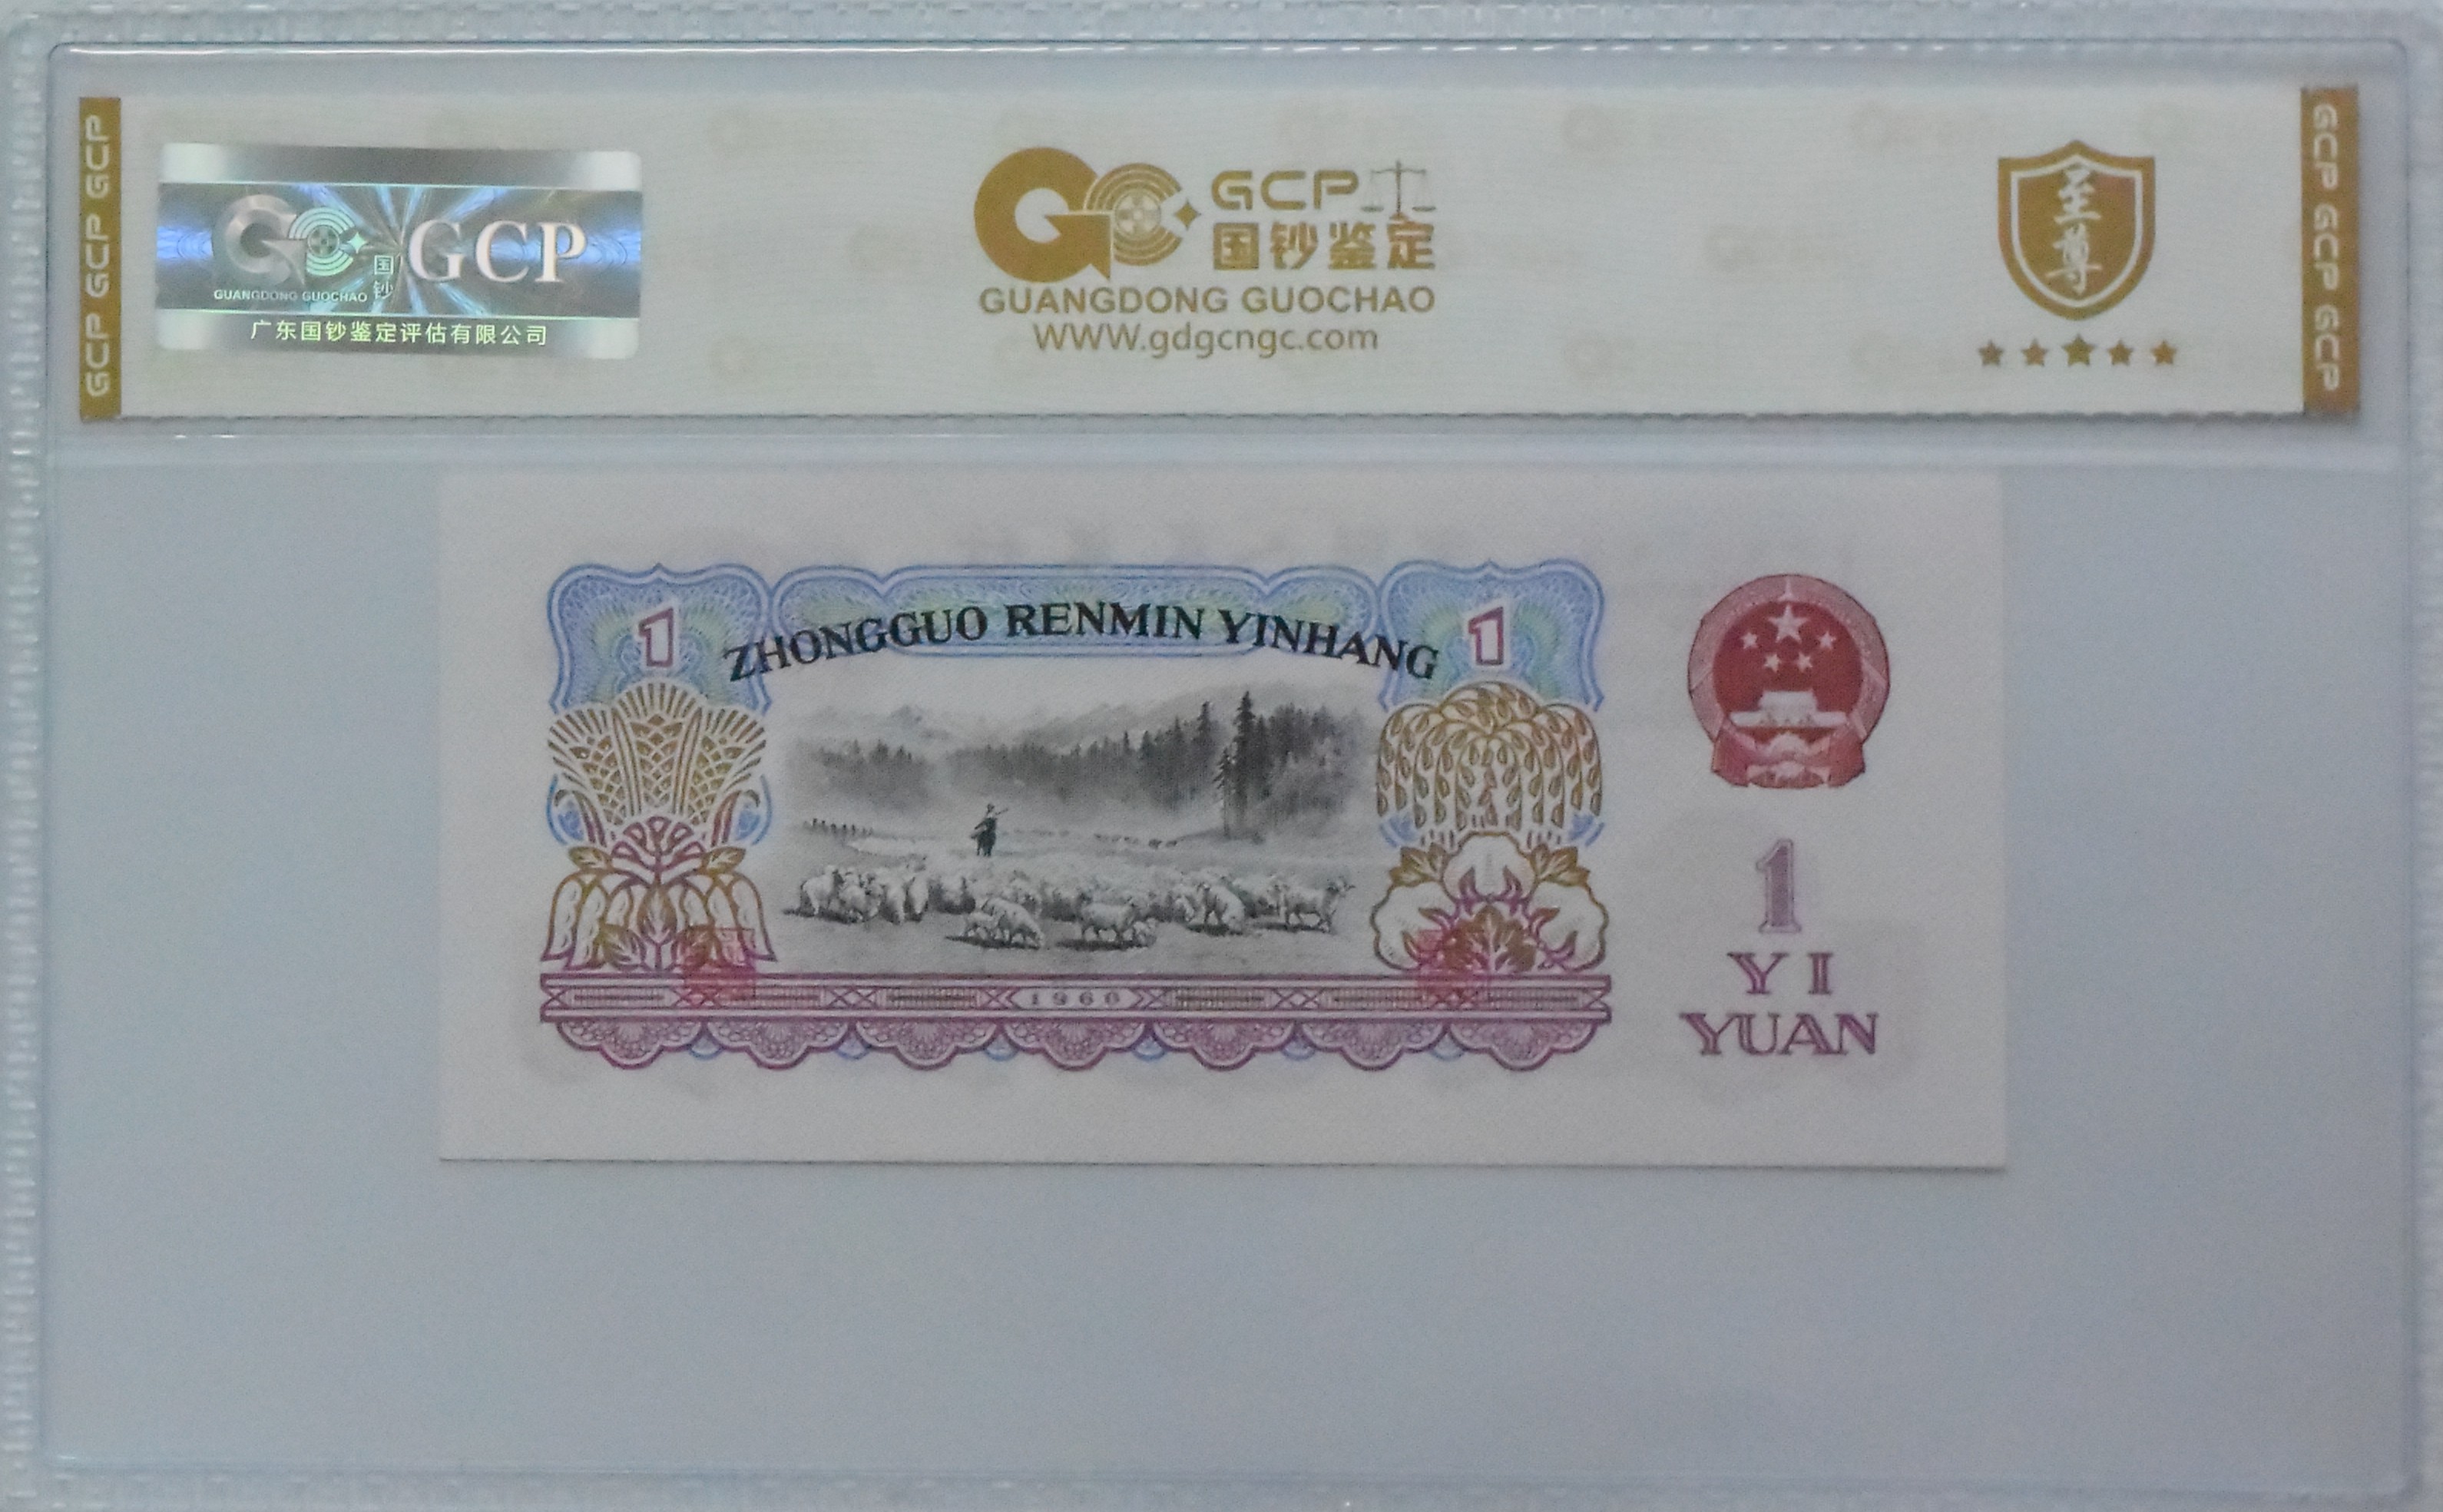 GCP GCP GCP
国钞
GCP
GUANGDONG GUOCHAO
广东国钞鉴定评估有限公司
GCP
国钞鉴定
GUANGDONG GUOCHAO
WWW.gdgcngc.com
至尊
GCP GCP GCP
1
ZHONGGUO RENMIN YINHANG
1
1960
1
YI
YUAN